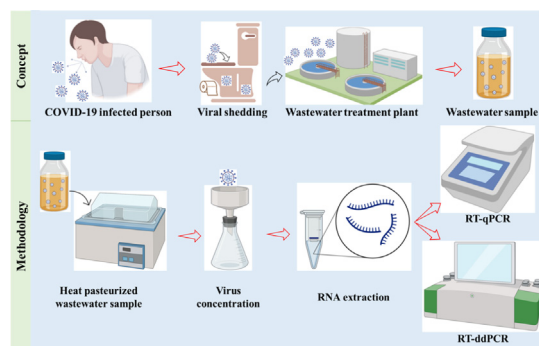 Concept
COVID-19 infected person
Viral shedding
Wastewater treatment plant
Wastewater sample
Methodology
Heat pasteurized
wastewater sample
Virus
concentration
RNA extraction
RT-qPCR
RT-ddPCR